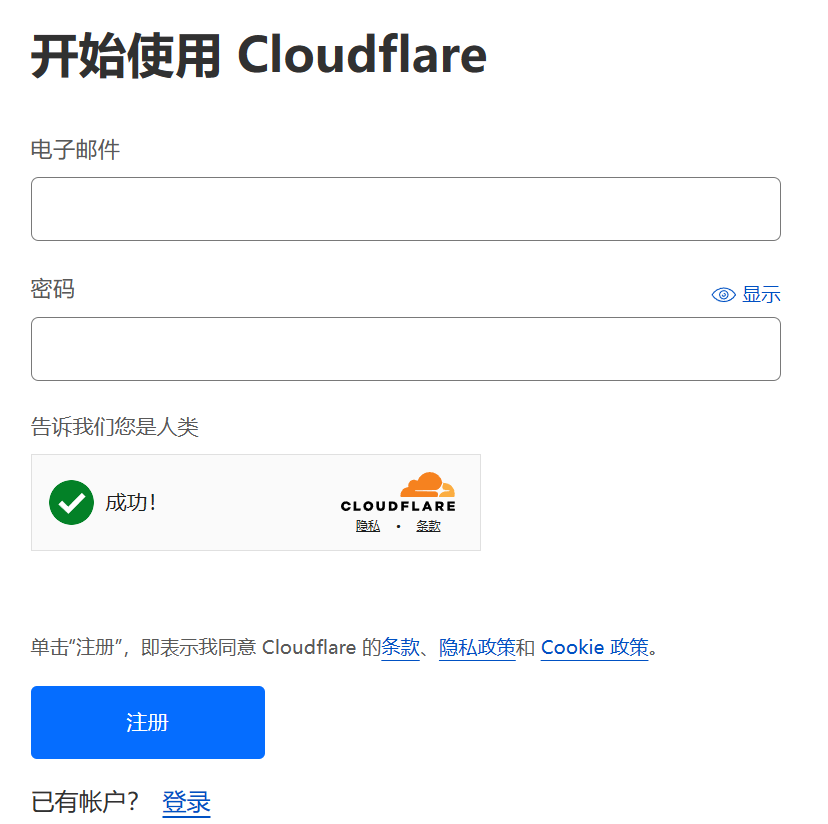 开始使用 Cloudflare
电子邮件
密码
显示
告诉我们您是人类
成功！
CLOUDFLARE
隐私 • 条款
单击“注册”，即表示我同意 Cloudflare 的条款、隐私政策和 Cookie 政策。
注册
已有帐户？ 登录